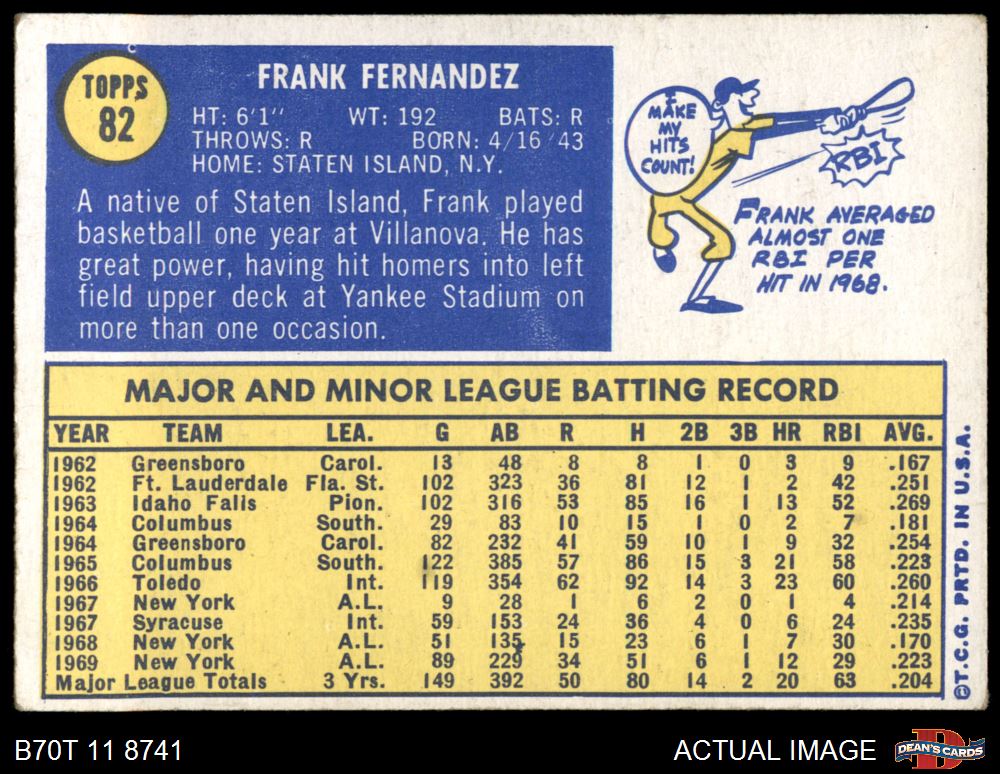 TOPPS
82
FRANK FERNANDEZ
HT: 6'1" WT: 192 BATS: R
THROWS: R BORN: 4/16/43
HOME: STATEN ISLAND, N.Y.
A native of Staten Island, Frank played
basketball one year at Villanova. He has
great power, having hit homers into left
field upper deck at Yankee Stadium on
more than one occasion.
I
MAKE
MY
HITS
COUNT!
RBI
FRANK AVERAGED
ALMOST ONE
RBI PER
HIT IN 1968.
MAJOR AND MINOR LEAGUE BATTING RECORD
YEAR TEAM LEA. G AB R H 2B 3B HR RBI AVG.
1962 Greensboro Carol. 13 48 8 8 1 0 3 9 .167
1962 Ft. Lauderdale Fla. St. 102 323 36 81 12 1 2 42 .251
1963 Idaho Falls Pion. 102 316 53 85 16 1 13 52 .269
1964 Columbus South. 29 83 10 15 1 0 2 7 .181
1964 Greensboro Carol. 82 232 41 59 10 1 9 32 .254
1965 Columbus South. 122 385 57 86 15 3 21 58 .223
1966 Toledo Int. 119 354 62 92 14 3 23 60 .260
1967 New York A.L. 9 28 1 6 2 0 1 4 .214
1967 Syracuse Int. 59 153 24 36 4 0 6 24 .235
1968 New York A.L. 51 135 15 23 6 1 7 30 .170
1969 New York A.L. 89 229 34 51 6 1 12 29 .223
Major League Totals 3 Yrs. 149 392 50 80 14 2 20 63 .204
©T.C.G. PRTD. IN U.S.A.
B70T 11 8741
ACTUAL IMAGE
DEAN'S CARDS